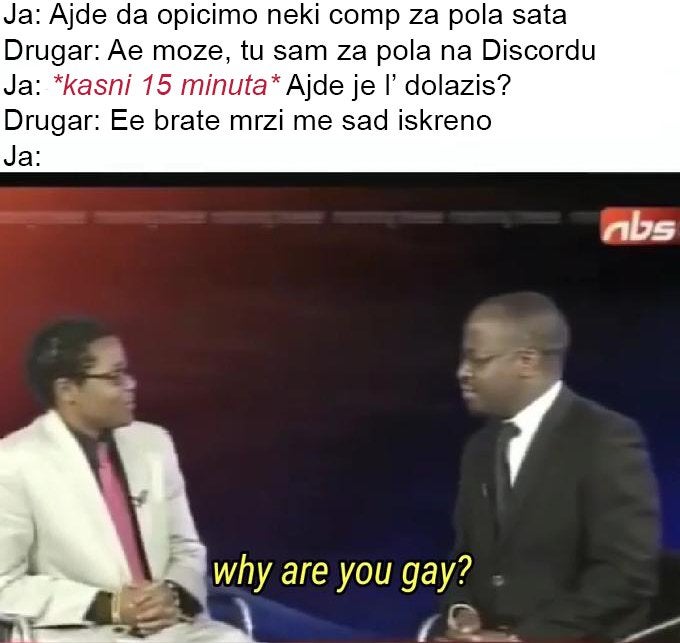 Ja: Ajde da opicimo neki comp za pola sata
Drugar: Ae moze, tu sam za pola na Discordu
Ja: *kasni 15 minuta* Ajde je l’ dolazis?
Drugar: Ee brate mrzi me sad iskreno
Ja:
nbs
why are you gay?